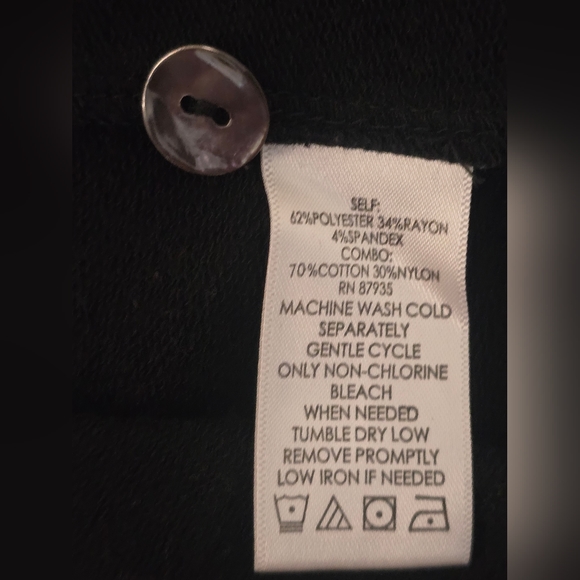 SELF:
62%POLYESTER 34%RAYON
4%SPANDEX
COMBO:
70%COTTON 30%NYLON
RN 87935
MACHINE WASH COLD
SEPARATELY
GENTLE CYCLE
ONLY NON-CHLORINE
BLEACH
WHEN NEEDED
TUMBLE DRY LOW
REMOVE PROMPTLY
LOW IRON IF NEEDED